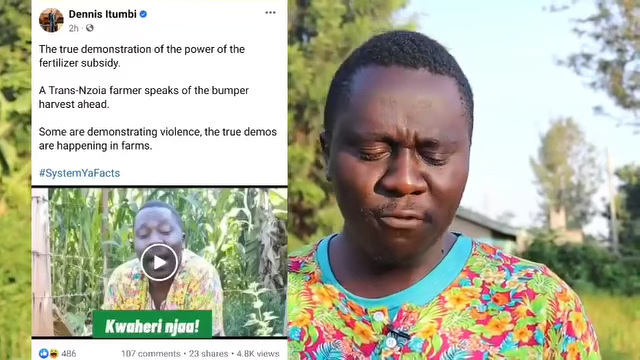 Dennis Itumbi
2h ·
The true demonstration of the power of the
fertilizer subsidy.
A Trans-Nzoia farmer speaks of the bumper
harvest ahead.
Some are demonstrating violence, the true demos
are happening in farms.
#SystemYaFacts
Kwaheri njaa!
486
107 comments • 23 shares • 4.8K views